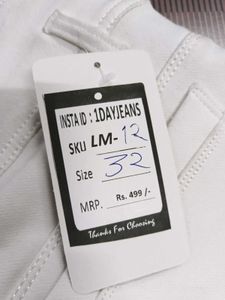 INSTA ID : 1DAYJEANS
SKU LM-12
Size 32
MRP. Rs. 499 /-
Thanks For Choosing